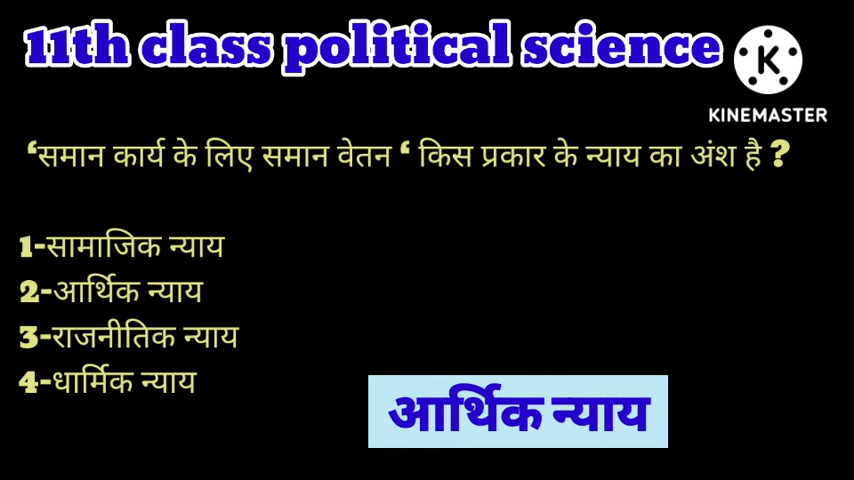 11th class political science
K
KINEMASTER
‘समान कार्य के लिए समान वेतन ‘ किस प्रकार के न्याय का अंश है ?
1-सामाजिक न्याय
2-आर्थिक न्याय
3-राजनीतिक न्याय
4-धार्मिक न्याय
आर्थिक न्याय